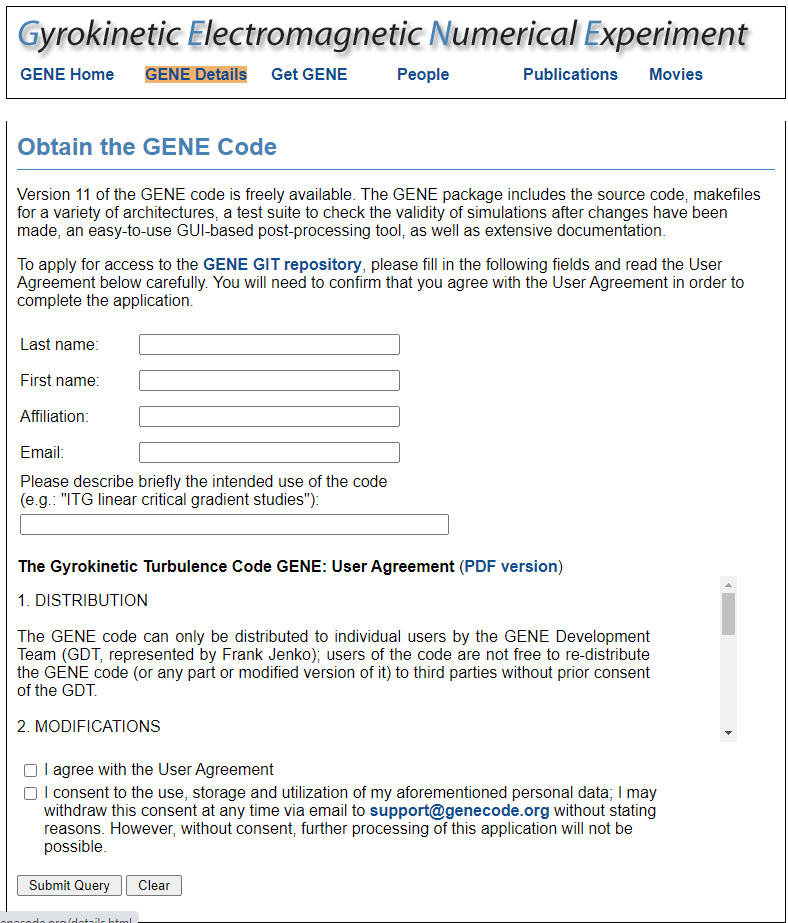 Gyrokinetic Electromagnetic Numerical Experiment
GENE Home GENE Details Get GENE People Publications Movies
Obtain the GENE Code
Version 11 of the GENE code is freely available. The GENE package includes the source code, makefiles
for a variety of architectures, a test suite to check the validity of simulations after changes have been
made, an easy-to-use GUI-based post-processing tool, as well as extensive documentation.
To apply for access to the GENE GIT repository, please fill in the following fields and read the User
Agreement below carefully. You will need to confirm that you agree with the User Agreement in order to
complete the application.
Last name:
First name:
Affiliation:
Email:
Please describe briefly the intended use of the code
(e.g.: "ITG linear critical gradient studies"):
The Gyrokinetic Turbulence Code GENE: User Agreement (PDF version)
1. DISTRIBUTION
The GENE code can only be distributed to individual users by the GENE Development
Team (GDT, represented by Frank Jenko); users of the code are not free to re-distribute
the GENE code (or any part or modified version of it) to third parties without prior consent
of the GDT.
2. MODIFICATIONS
I agree with the User Agreement
I consent to the use, storage and utilization of my aforementioned personal data; I may
withdraw this consent at any time via email to support@genecode.org without stating
reasons. However, without consent, further processing of this application will not be
possible.
Submit Query Clear
enecode.org/details.html